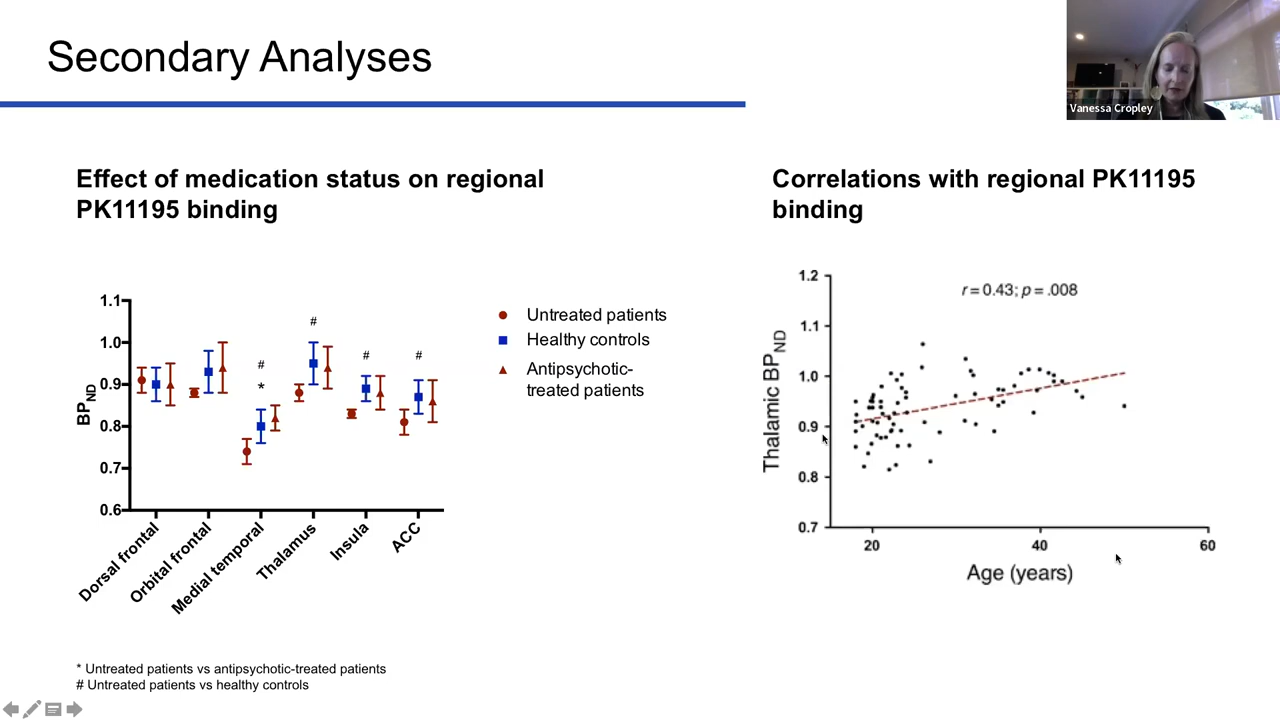 Secondary Analyses
Vanessa Cropley
Effect of medication status on regional
PK11195 binding
1.1
1.0
0.9
0.8
0.7
0.6
BPND
#
*
#
#
#
Dorsal frontal
Orbital frontal
Medial temporal
Thalamus
Insula
ACC
Untreated patients
Healthy controls
Antipsychotic-
treated patients
* Untreated patients vs antipsychotic-treated patients
# Untreated patients vs healthy controls
Correlations with regional PK11195
binding
r = 0.43; p = .008
1.2
1.1
1.0
0.9
0.8
0.7
Thalamic BPND
20
40
60
Age (years)